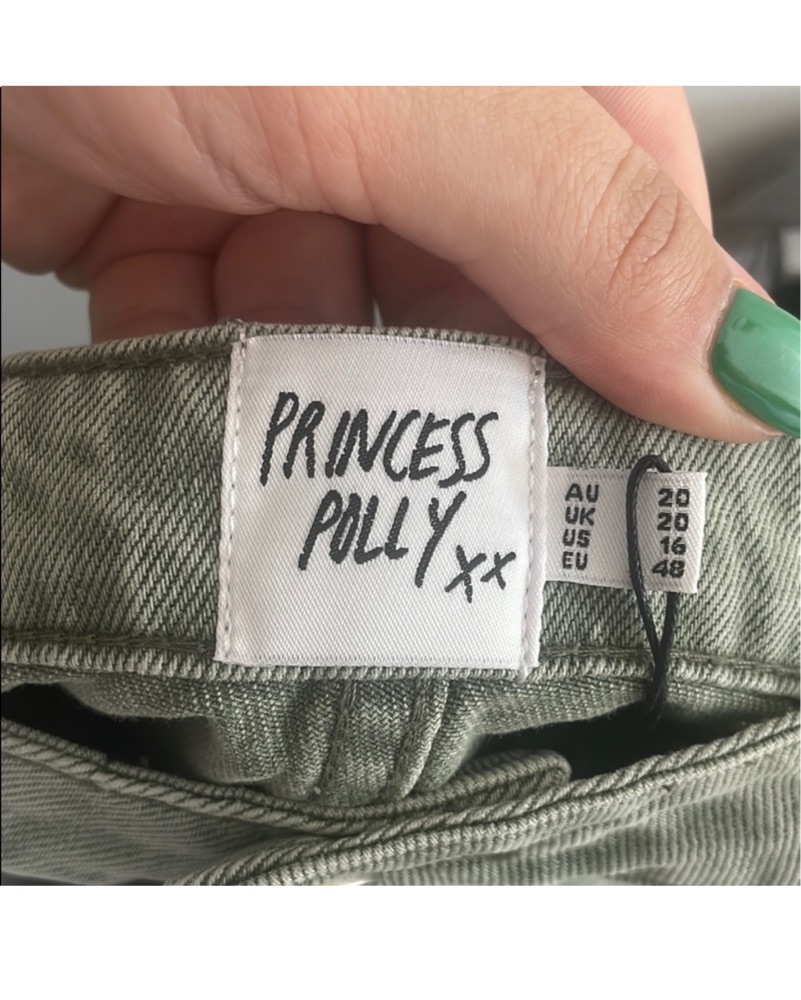 PRINCESS
POLLY xx
AU 20
UK 20
US 16
EU 48